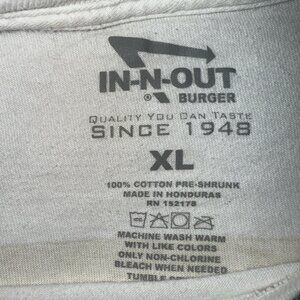 IN-N-OUT
® BURGER
QUALITY YOU CAN TASTE
SINCE 1948
XL
100% COTTON PRE-SHRUNK
MADE IN HONDURAS
RN 152178
MACHINE WASH WARM
WITH LIKE COLORS
ONLY NON-CHLORINE
BLEACH WHEN NEEDED
TUMBLE